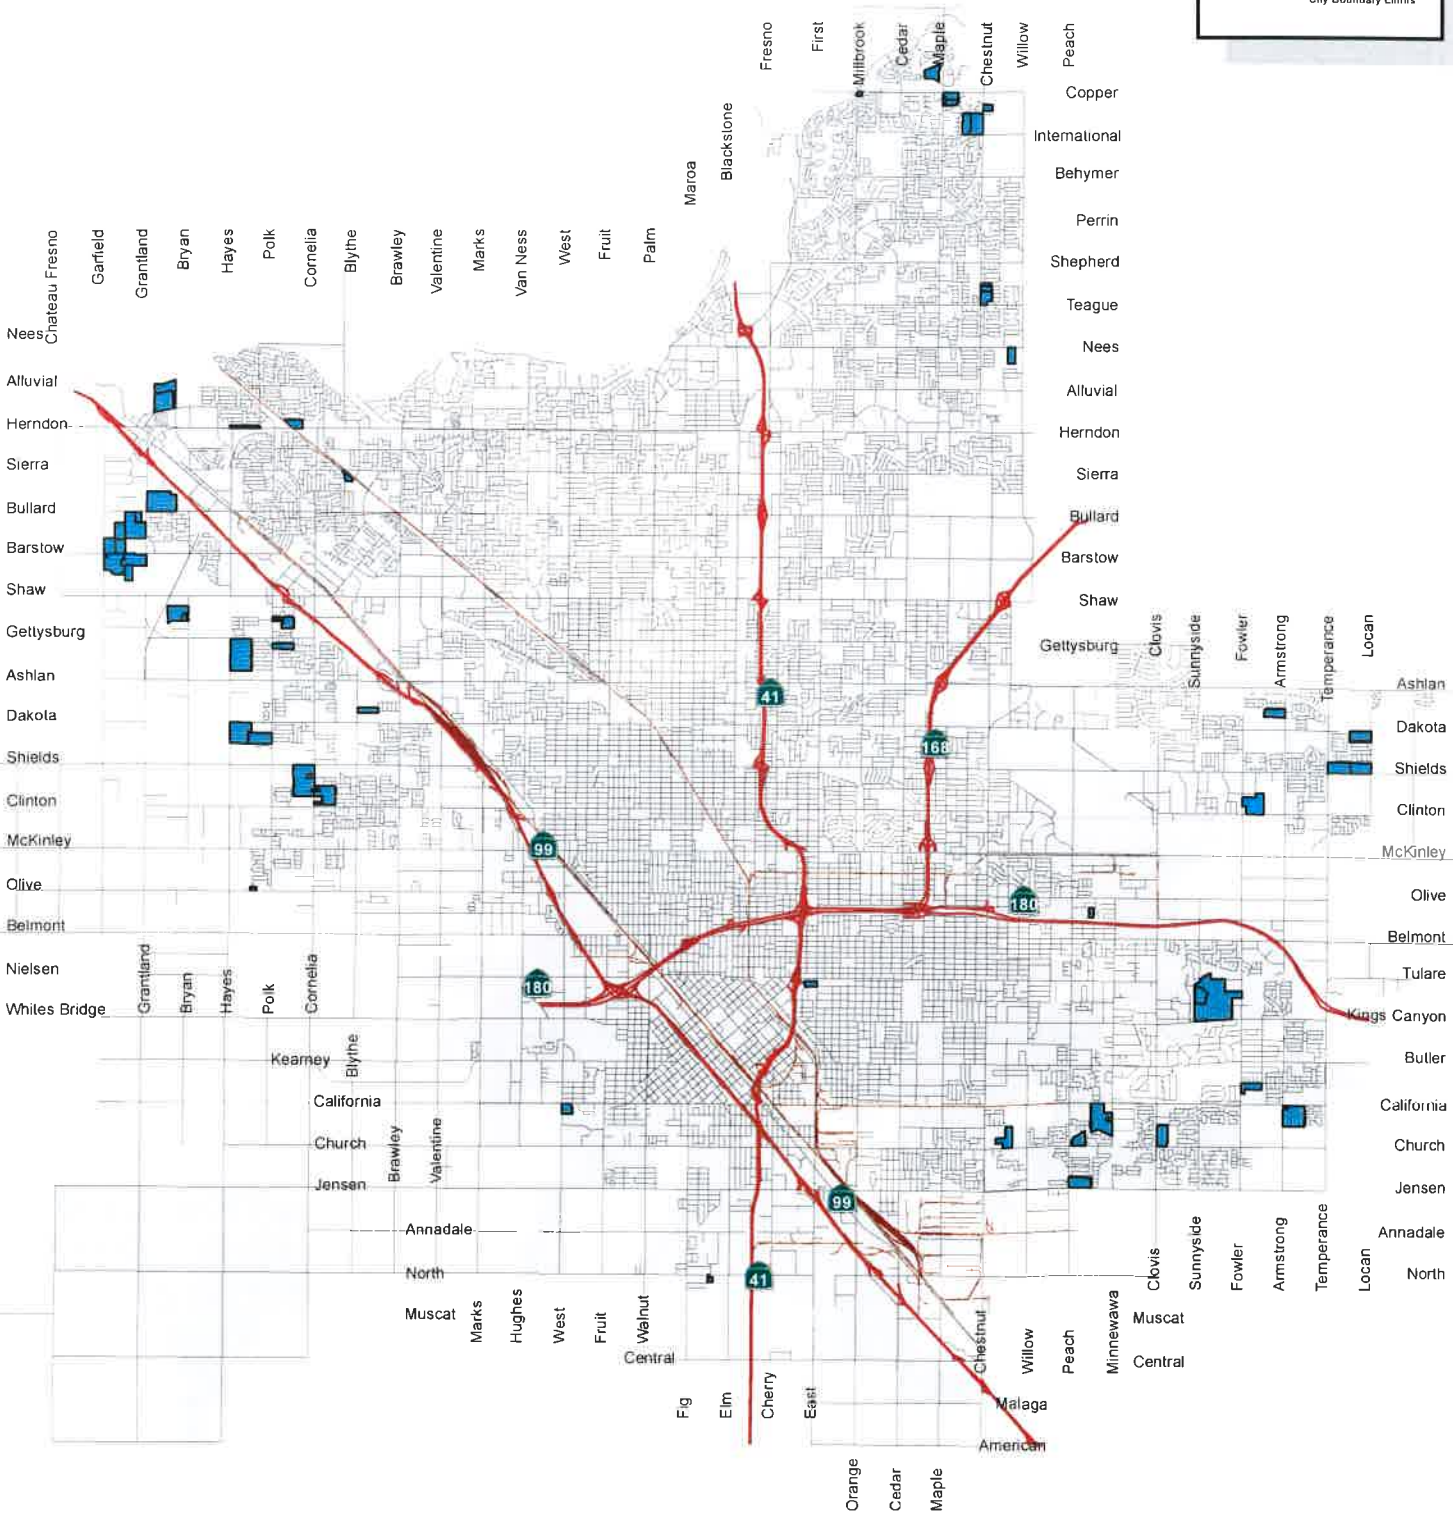 City Boundary Limits
Fresno
First
Millbrook
Cedar
Maple
Chestnut
Willow
Peach
Copper
International
Behymer
Perrin
Shepherd
Teague
Nees
Alluvial
Herndon
Sierra
Bullard
Barstow
Shaw
Gettysburg
Maroa
Blackstone
Chateau Fresno
Garfield
Grantland
Bryan
Hayes
Polk
Cornelia
Blythe
Brawley
Valentine
Marks
Van Ness
West
Fruit
Palm
Nees
Alluvial
Herndon
Sierra
Bullard
Barstow
Shaw
Gettysburg
Ashlan
Dakota
Shields
Clinton
McKinley
Olive
Belmont
Nielsen
Whites Bridge
Clovis
Sunnyside
Fowler
Armstrong
Temperance
Locan
Ashlan
Dakota
Shields
Clinton
McKinley
Olive
Belmont
Tulare
Kings Canyon
Butler
California
Church
Jensen
Annadale
North
41
168
99
180
180
99
41
Grantland
Bryan
Hayes
Polk
Cornelia
Kearney
Blythe
California
Church
Brawley
Valentine
Jensen
Annadale
North
Muscat
Marks
Hughes
West
Fruit
Walnut
Central
Fig
Elm
Cherry
East
Orange
Cedar
Maple
Chestnut
Willow
Peach
Minnewawa
Clovis
Sunnyside
Fowler
Armstrong
Temperance
Locan
Muscat
Central
Malaga
American